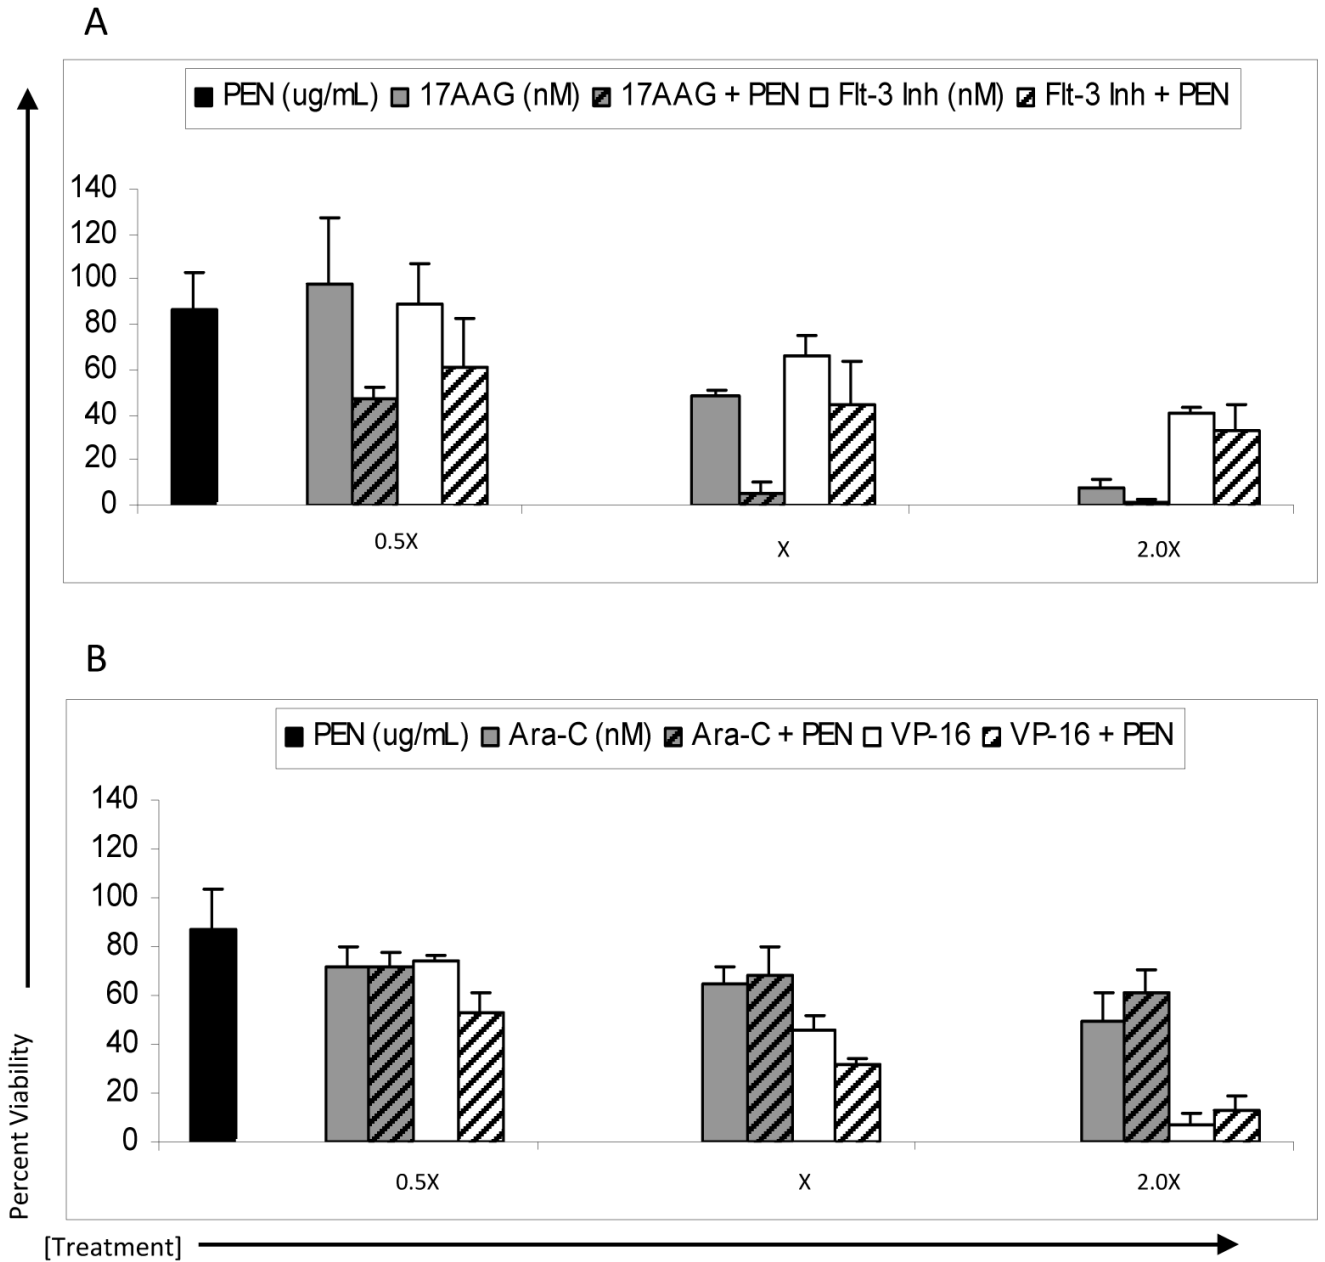 A
PEN (ug/mL) 17AAG (nM) 17AAG + PEN Flt-3 Inh (nM) Flt-3 Inh + PEN
140
120
100
80
60
40
20
0
0.5X X 2.0X
B
PEN (ug/mL) Ara-C (nM) Ara-C + PEN VP-16 VP-16 + PEN
140
120
100
80
60
40
20
0
0.5X X 2.0X
Percent Viability
[Treatment]